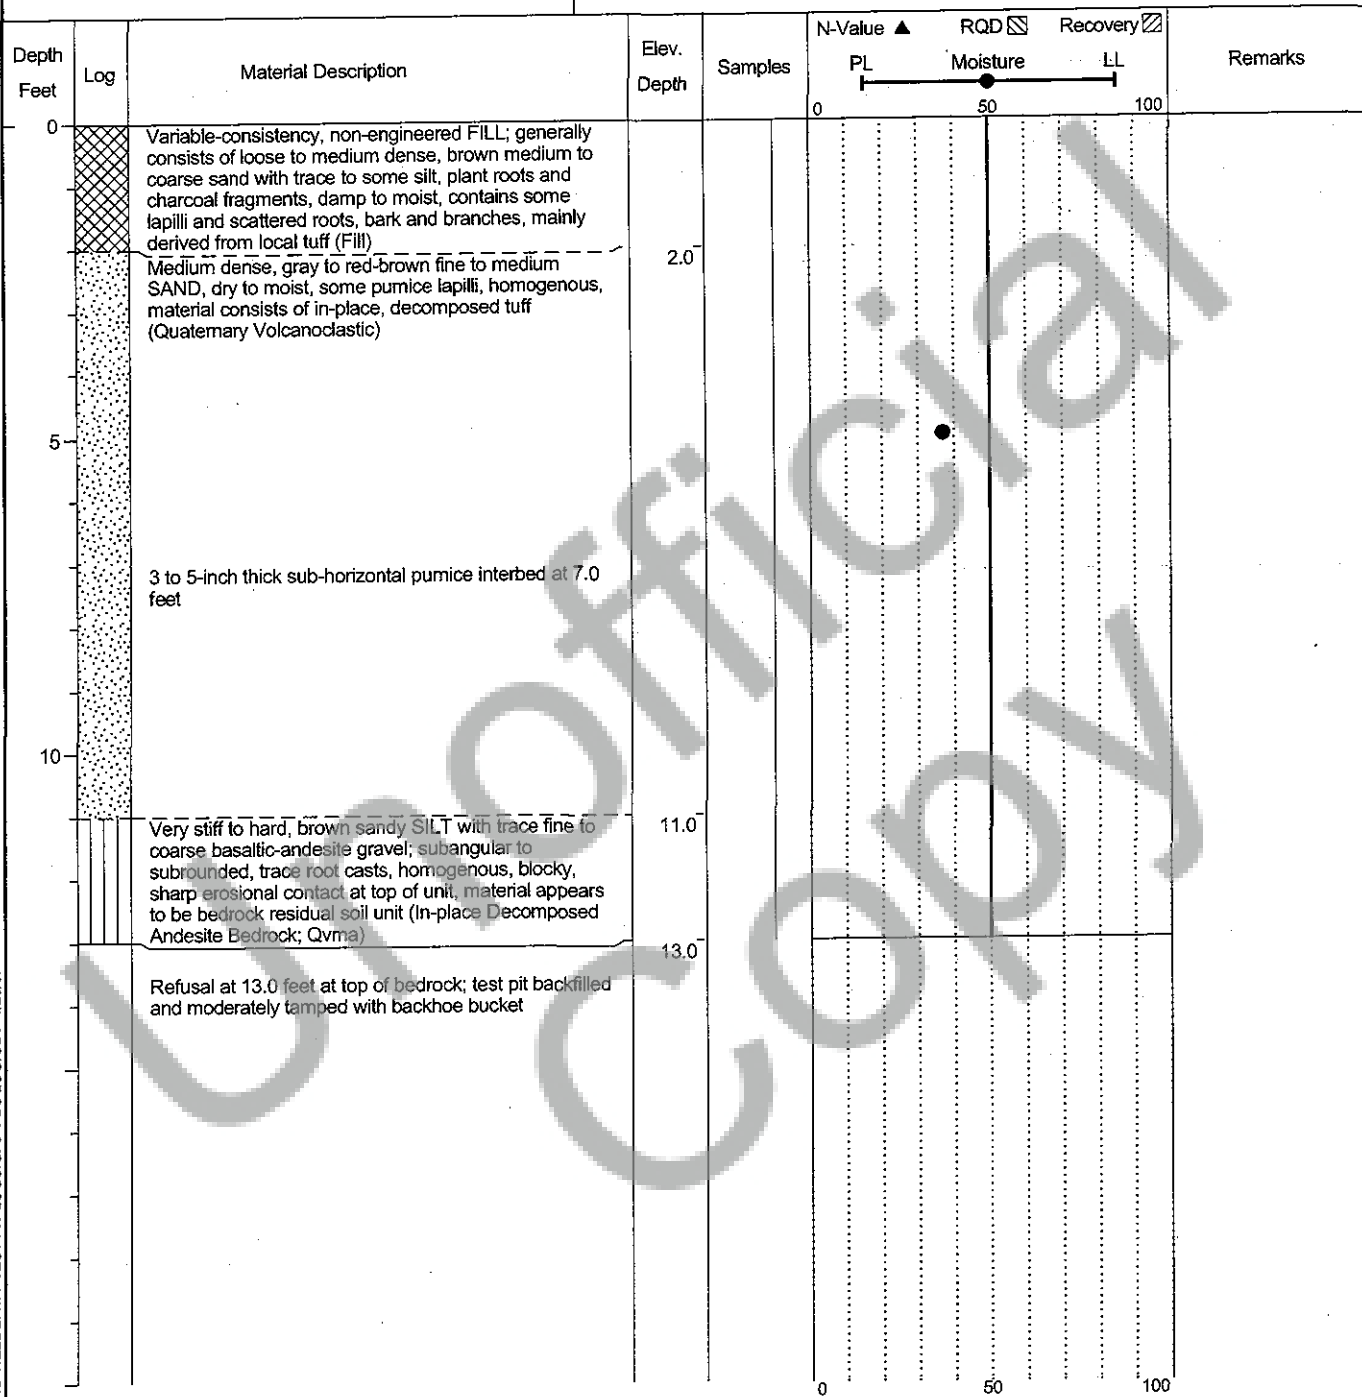 N-Value ▲ RQD Recovery
Depth
Feet
Log
Material Description
Elev.
Depth
Samples
PL Moisture LL
0 50 100
Remarks
0
Variable-consistency, non-engineered FILL; generally
consists of loose to medium dense, brown medium to
coarse sand with trace to some silt, plant roots and
charcoal fragments, damp to moist, contains some
lapilli and scattered roots, bark and branches, mainly
derived from local tuff (Fill)
2.0
Medium dense, gray to red-brown fine to medium
SAND, dry to moist, some pumice lapilli, homogenous,
material consists of in-place, decomposed tuff
(Quaternary Volcanoclastic)
5
3 to 5-inch thick sub-horizontal pumice interbed at 7.0
feet
10
11.0
Very stiff to hard, brown sandy SILT with trace fine to
coarse basaltic-andesite gravel; subangular to
subrounded, trace root casts, homogenous, blocky,
sharp erosional contact at top of unit, material appears
to be bedrock residual soil unit (In-place Decomposed
Andesite Bedrock; Qvma)
13.0
Refusal at 13.0 feet at top of bedrock; test pit backfilled
and moderately tamped with backhoe bucket
0 50 100
Unofficial
Copy